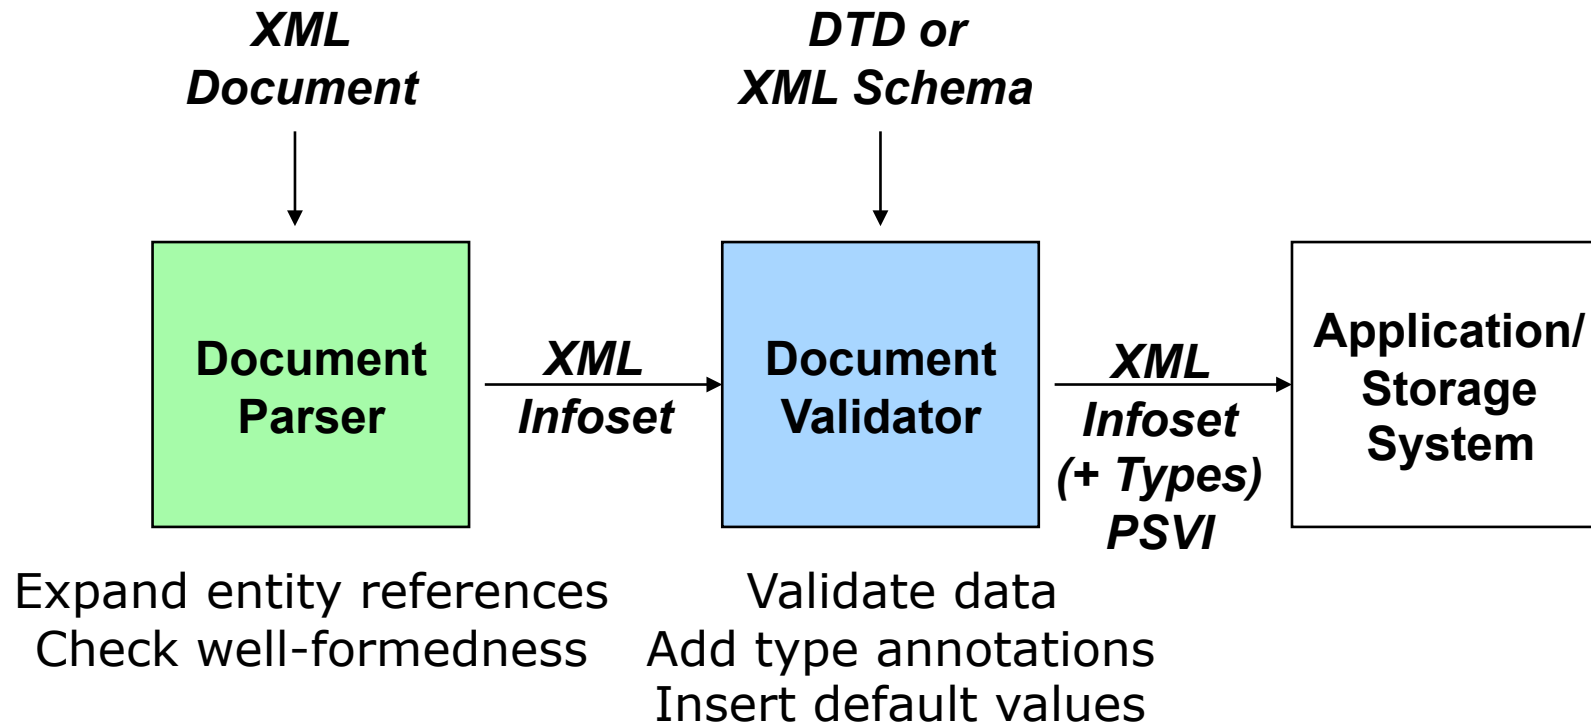 XML
Document
DTD or
XML Schema
Document
Parser
XML
Infoset
Document
Validator
XML
Infoset
(+ Types)
PSVI
Application/
Storage
System
Expand entity references
Check well-formedness
Validate data
Add type annotations
Insert default values